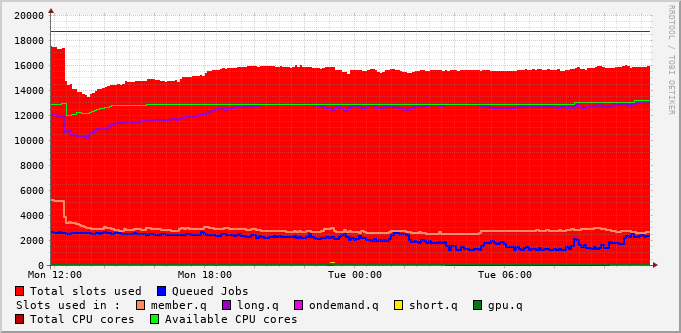 20000
18000
16000
14000
12000
10000
8000
6000
4000
2000
0
Mon 12:00 Mon 18:00 Tue 00:00 Tue 06:00
RRDTOOL / TOBI OETIKER
Total slots used Queued Jobs
Slots used in : member.q long.q ondemand.q short.q gpu.q
Total CPU cores Available CPU cores